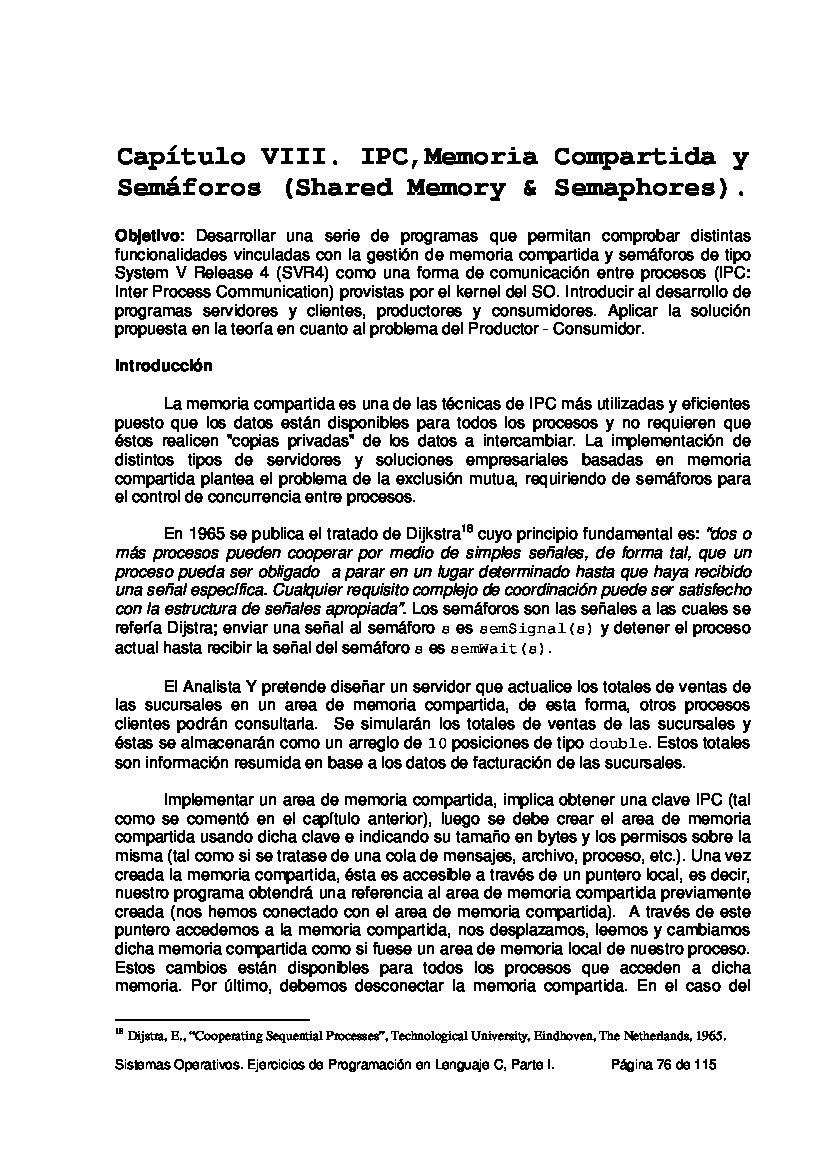 Capítulo VIII. IPC,Memoria Compartida y
Semáforos (Shared Memory & Semaphores).
Objetivo: Desarrollar una serie de programas que permitan comprobar distintas
funcionalidades vinculadas con la gestión de memoria compartida y semáforos de tipo
System V Release 4 (SVR4) como una forma de comunicación entre procesos (IPC:
Inter Process Communication) provistas por el kernel del SO. Introducir al desarrollo de
programas servidores y clientes, productores y consumidores. Aplicar la solución
propuesta en la teoría en cuanto al problema del Productor - Consumidor.
Introducción
La memoria compartida es una de las técnicas de IPC más utilizadas y eficientes
puesto que los datos están disponibles para todos los procesos y no requieren que
éstos realicen "copias privadas" de los datos a intercambiar. La implementación de
distintos tipos de servidores y soluciones empresariales basadas en memoria
compartida plantea el problema de la exclusión mutua, requiriendo de semáforos para
el control de concurrencia entre procesos.
En 1965 se publica el tratado de Dijkstra18 cuyo principio fundamental es: "dos o
más procesos pueden cooperar por medio de simples señales, de forma tal, que un
proceso pueda ser obligado a parar en un lugar determinado hasta que haya recibido
una señal específica. Cualquier requisito complejo de coordinación puede ser satisfecho
con la estructura de señales apropiada". Los semáforos son las señales a las cuales se
refería Dijstra; enviar una señal al semáforo s es semSignal(s) y detener el proceso
actual hasta recibir la señal del semáforo s es semWait(s).
El Analista Y pretende diseñar un servidor que actualice los totales de ventas de
las sucursales en un area de memoria compartida, de esta forma, otros procesos
clientes podrán consultarla. Se simularán los totales de ventas de las sucursales y
éstas se almacenarán como un arreglo de 10 posiciones de tipo double. Estos totales
son información resumida en base a los datos de facturación de las sucursales.
Implementar un area de memoria compartida, implica obtener una clave IPC (tal
como se comentó en el capítulo anterior), luego se debe crear el area de memoria
compartida usando dicha clave e indicando su tamaño en bytes y los permisos sobre la
misma (tal como si se tratase de una cola de mensajes, archivo, proceso, etc.). Una vez
creada la memoria compartida, ésta es accesible a través de un puntero local, es decir,
nuestro programa obtendrá una referencia al area de memoria compartida previamente
creada (nos hemos conectado con el area de memoria compartida). A través de este
puntero accedemos a la memoria compartida, nos desplazamos, leemos y cambiamos
dicha memoria compartida como si fuese un area de memoria local de nuestro proceso.
Estos cambios están disponibles para todos los procesos que acceden a dicha
memoria. Por último, debemos desconectar la memoria compartida. En el caso del
18 Dijstra, E., "Cooperating Sequential Processes", Technological University, Eindhoven, The Netherlands, 1965.
Sistemas Operativos. Ejercicios de Programación en Lenguaje C, Parte I. Página 76 de 115